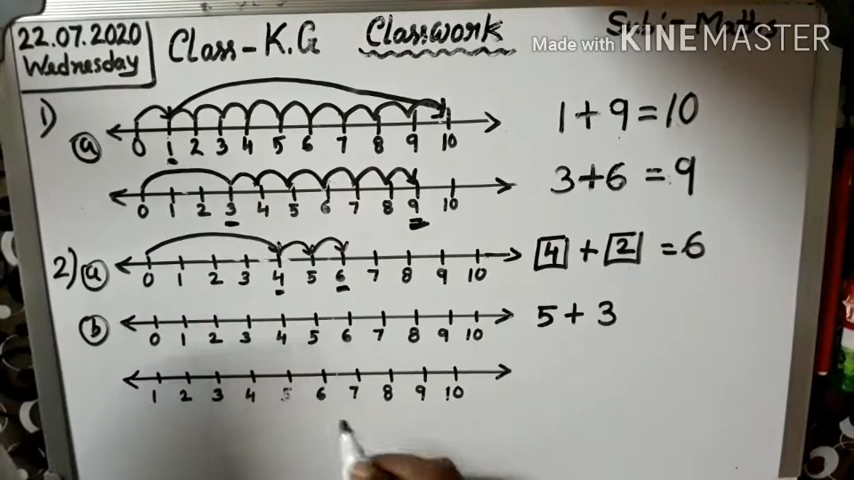 22.07.2020
Wednesday
Class - K.G
Classwork
Sub:- Maths
Made with KINEMASTER
1)
a
0 1 2 3 4 5 6 7 8 9 10
1 + 9 = 10
0 1 2 3 4 5 6 7 8 9 10
3 + 6 = 9
2) a
0 1 2 3 4 5 6 7 8 9 10
4 + 2 = 6
b
0 1 2 3 4 5 6 7 8 9 10
5 + 3
1 2 3 4 5 6 7 8 9 10